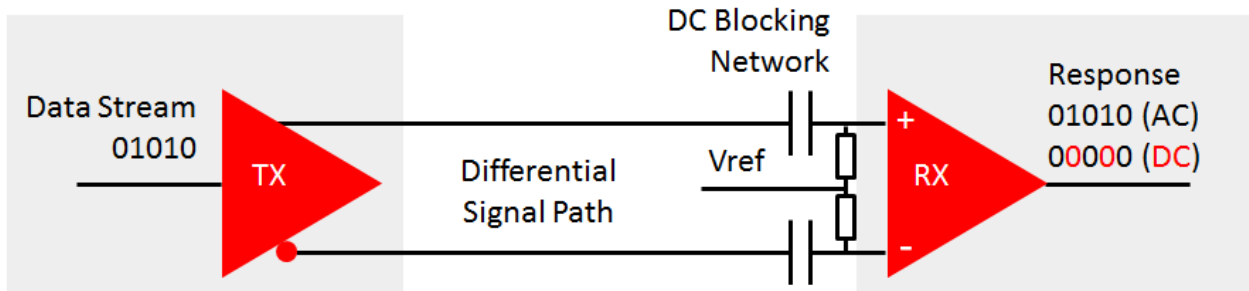 Data Stream
01010
TX
Differential
Signal Path
DC Blocking
Network
Vref
+
-
RX
Response
01010 (AC)
00000 (DC)